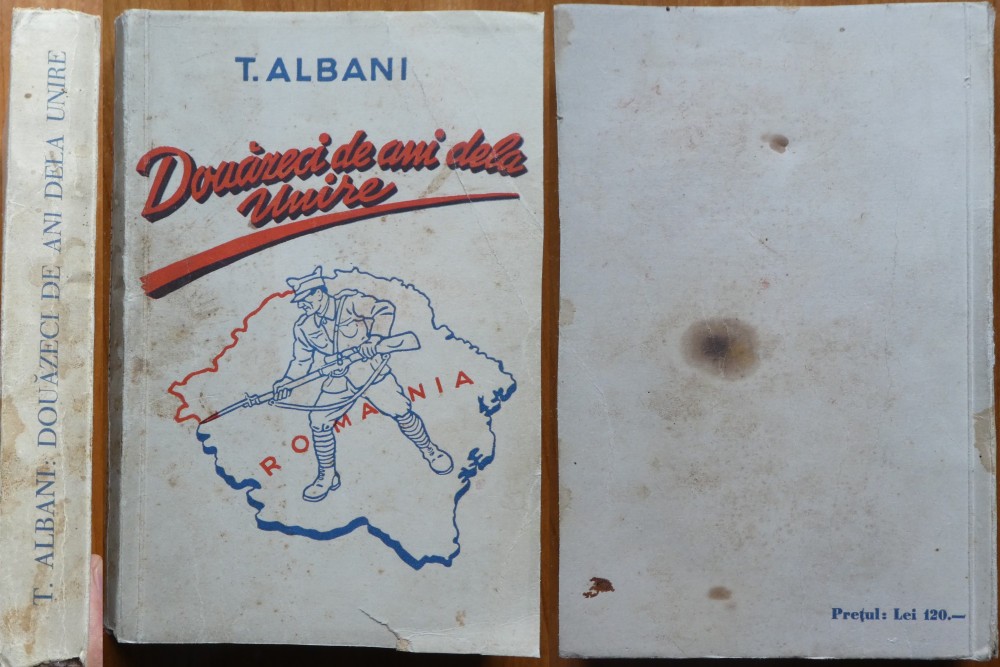 T. ALBANI: DOUĂZECI DE ANI DELA UNIRE
T. ALBANI
Douăzeci de ani dela
Unire
ROMANIA
Prețul: Lei 120.—